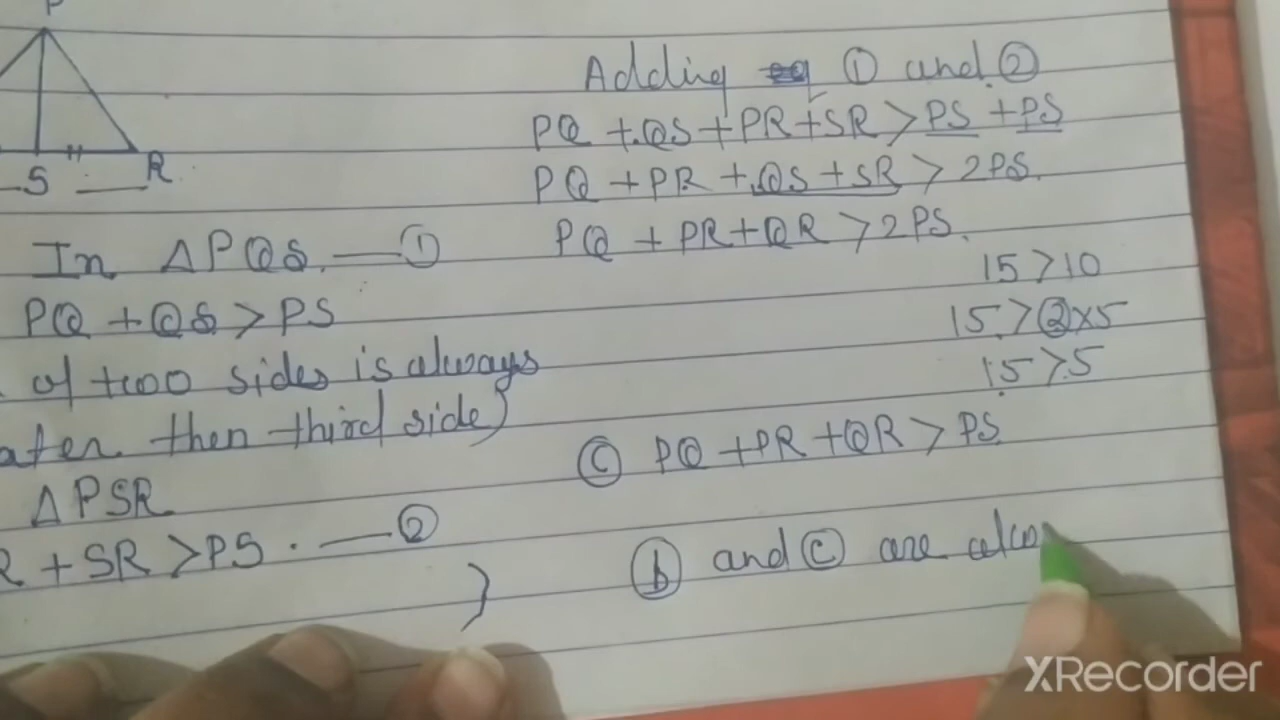 P
S R
In △PQS. — ①
PQ + QS > PS
of two sides is always
then third side)
△PSR
+ SR > PS . — ②
}
Adding ① and ②
PQ + QS + PR + SR > PS + PS
PQ + PR + QS + SR > 2PS.
PQ + PR + QR > 2PS.
15 > 10
15 > 2×5
15 > 5
Ⓒ PQ + PR + QR > PS
ⓑ and Ⓒ are
XRecorder